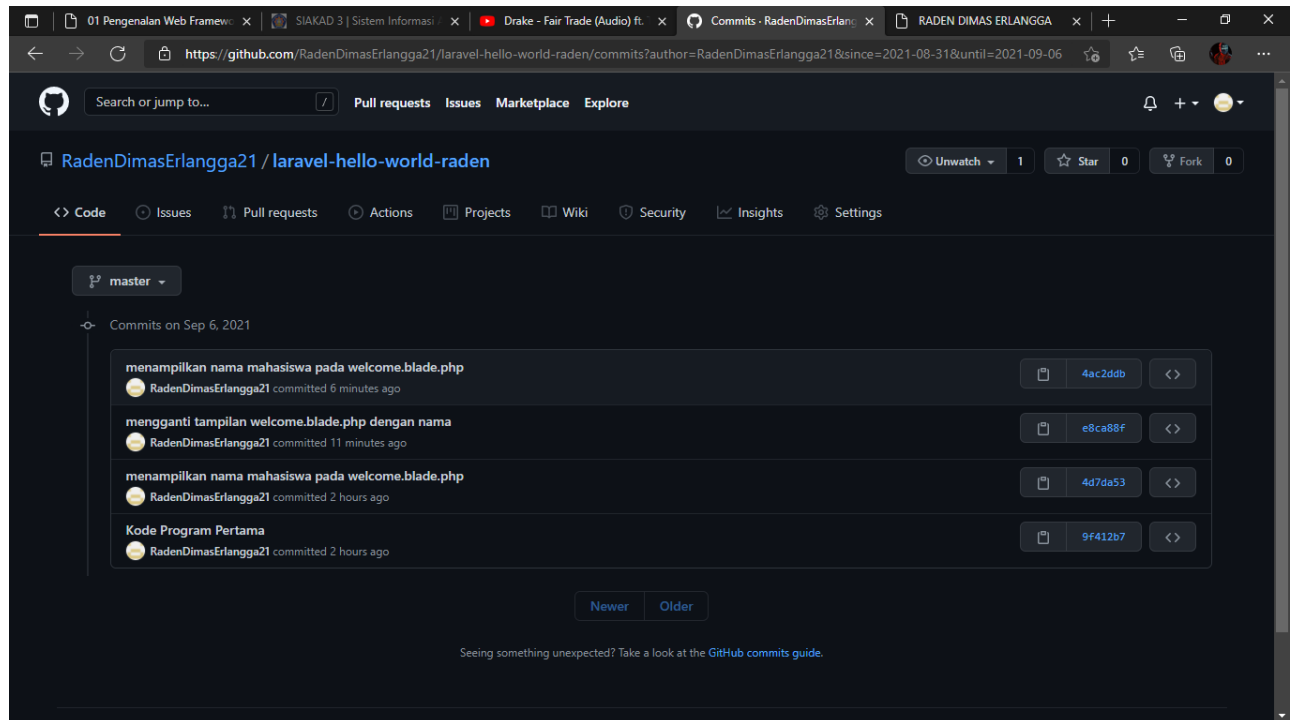 01 Pengenalan Web Framewo
SIAKAD 3 | Sistem Informasi A
Drake - Fair Trade (Audio) ft. T
Commits · RadenDimasErlang
RADEN DIMAS ERLANGGA
https://github.com/RadenDimasErlangga21/laravel-hello-world-raden/commits?author=RadenDimasErlangga21&since=2021-08-31&until=2021-09-06
Search or jump to... /
Pull requests Issues Marketplace Explore
RadenDimasErlangga21 / laravel-hello-world-raden
Unwatch 1 Star 0 Fork 0
<> Code Issues Pull requests Actions Projects Wiki Security Insights Settings
master
Commits on Sep 6, 2021
menampilkan nama mahasiswa pada welcome.blade.php
RadenDimasErlangga21 committed 6 minutes ago
4ac2ddb
mengganti tampilan welcome.blade.php dengan nama
RadenDimasErlangga21 committed 11 minutes ago
e8ca88f
menampilkan nama mahasiswa pada welcome.blade.php
RadenDimasErlangga21 committed 2 hours ago
4d7da53
Kode Program Pertama
RadenDimasErlangga21 committed 2 hours ago
9f412b7
Newer Older
Seeing something unexpected? Take a look at the GitHub commits guide.